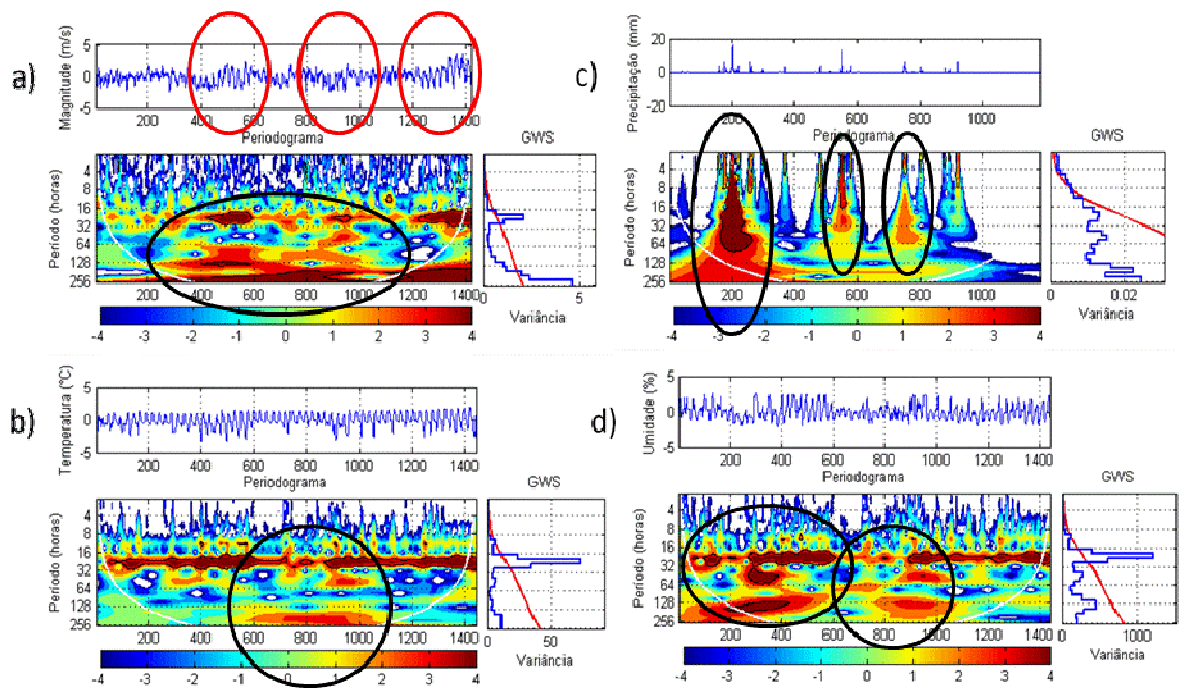 a)
Magnitude (m/s)
5
0
-5
200 400 600 800 1000 1200 1400
Periodograma
GWS
Período (horas)
4
8
16
32
64
128
256
200 400 600 800 1000 1200 1400
0 5
Variância
-4 -3 -2 -1 0 1 2 3 4
c)
Precipitação (mm)
20
0
-20
200 400 600 800 1000
Periodograma
GWS
Período (horas)
4
8
16
32
64
128
256
200 400 600 800 1000
0 0.02
Variância
-4 -3 -2 -1 0 1 2 3 4
b)
Temperatura (°C)
5
0
-5
200 400 600 800 1000 1200 1400
Periodograma
GWS
Período (horas)
4
16
32
64
128
256
200 400 600 800 1000 1200 1400
0 50
Variância
-4 -3 -2 -1 0 1 2 3 4
d)
Umidade (%)
5
0
-5
200 400 600 800 1000 1200 1400
Periodograma
GWS
Período (horas)
4
8
16
32
64
128
256
200 400 600 800 1000 1200 1400
0 1000
Variância
-4 -3 -2 -1 0 1 2 3 4